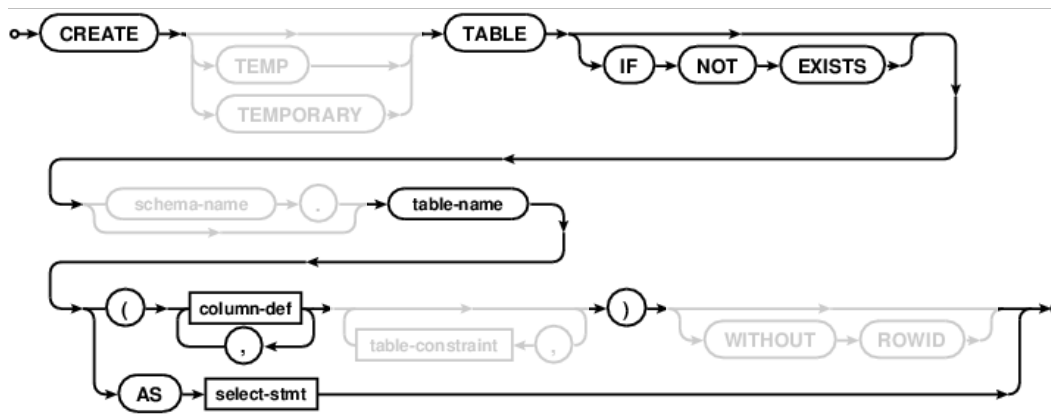 CREATE TABLE
TEMP IF NOT EXISTS
TEMPORARY
schema-name . table-name
( column-def )
, table-constraint , WITHOUT ROWID
AS select-stmt